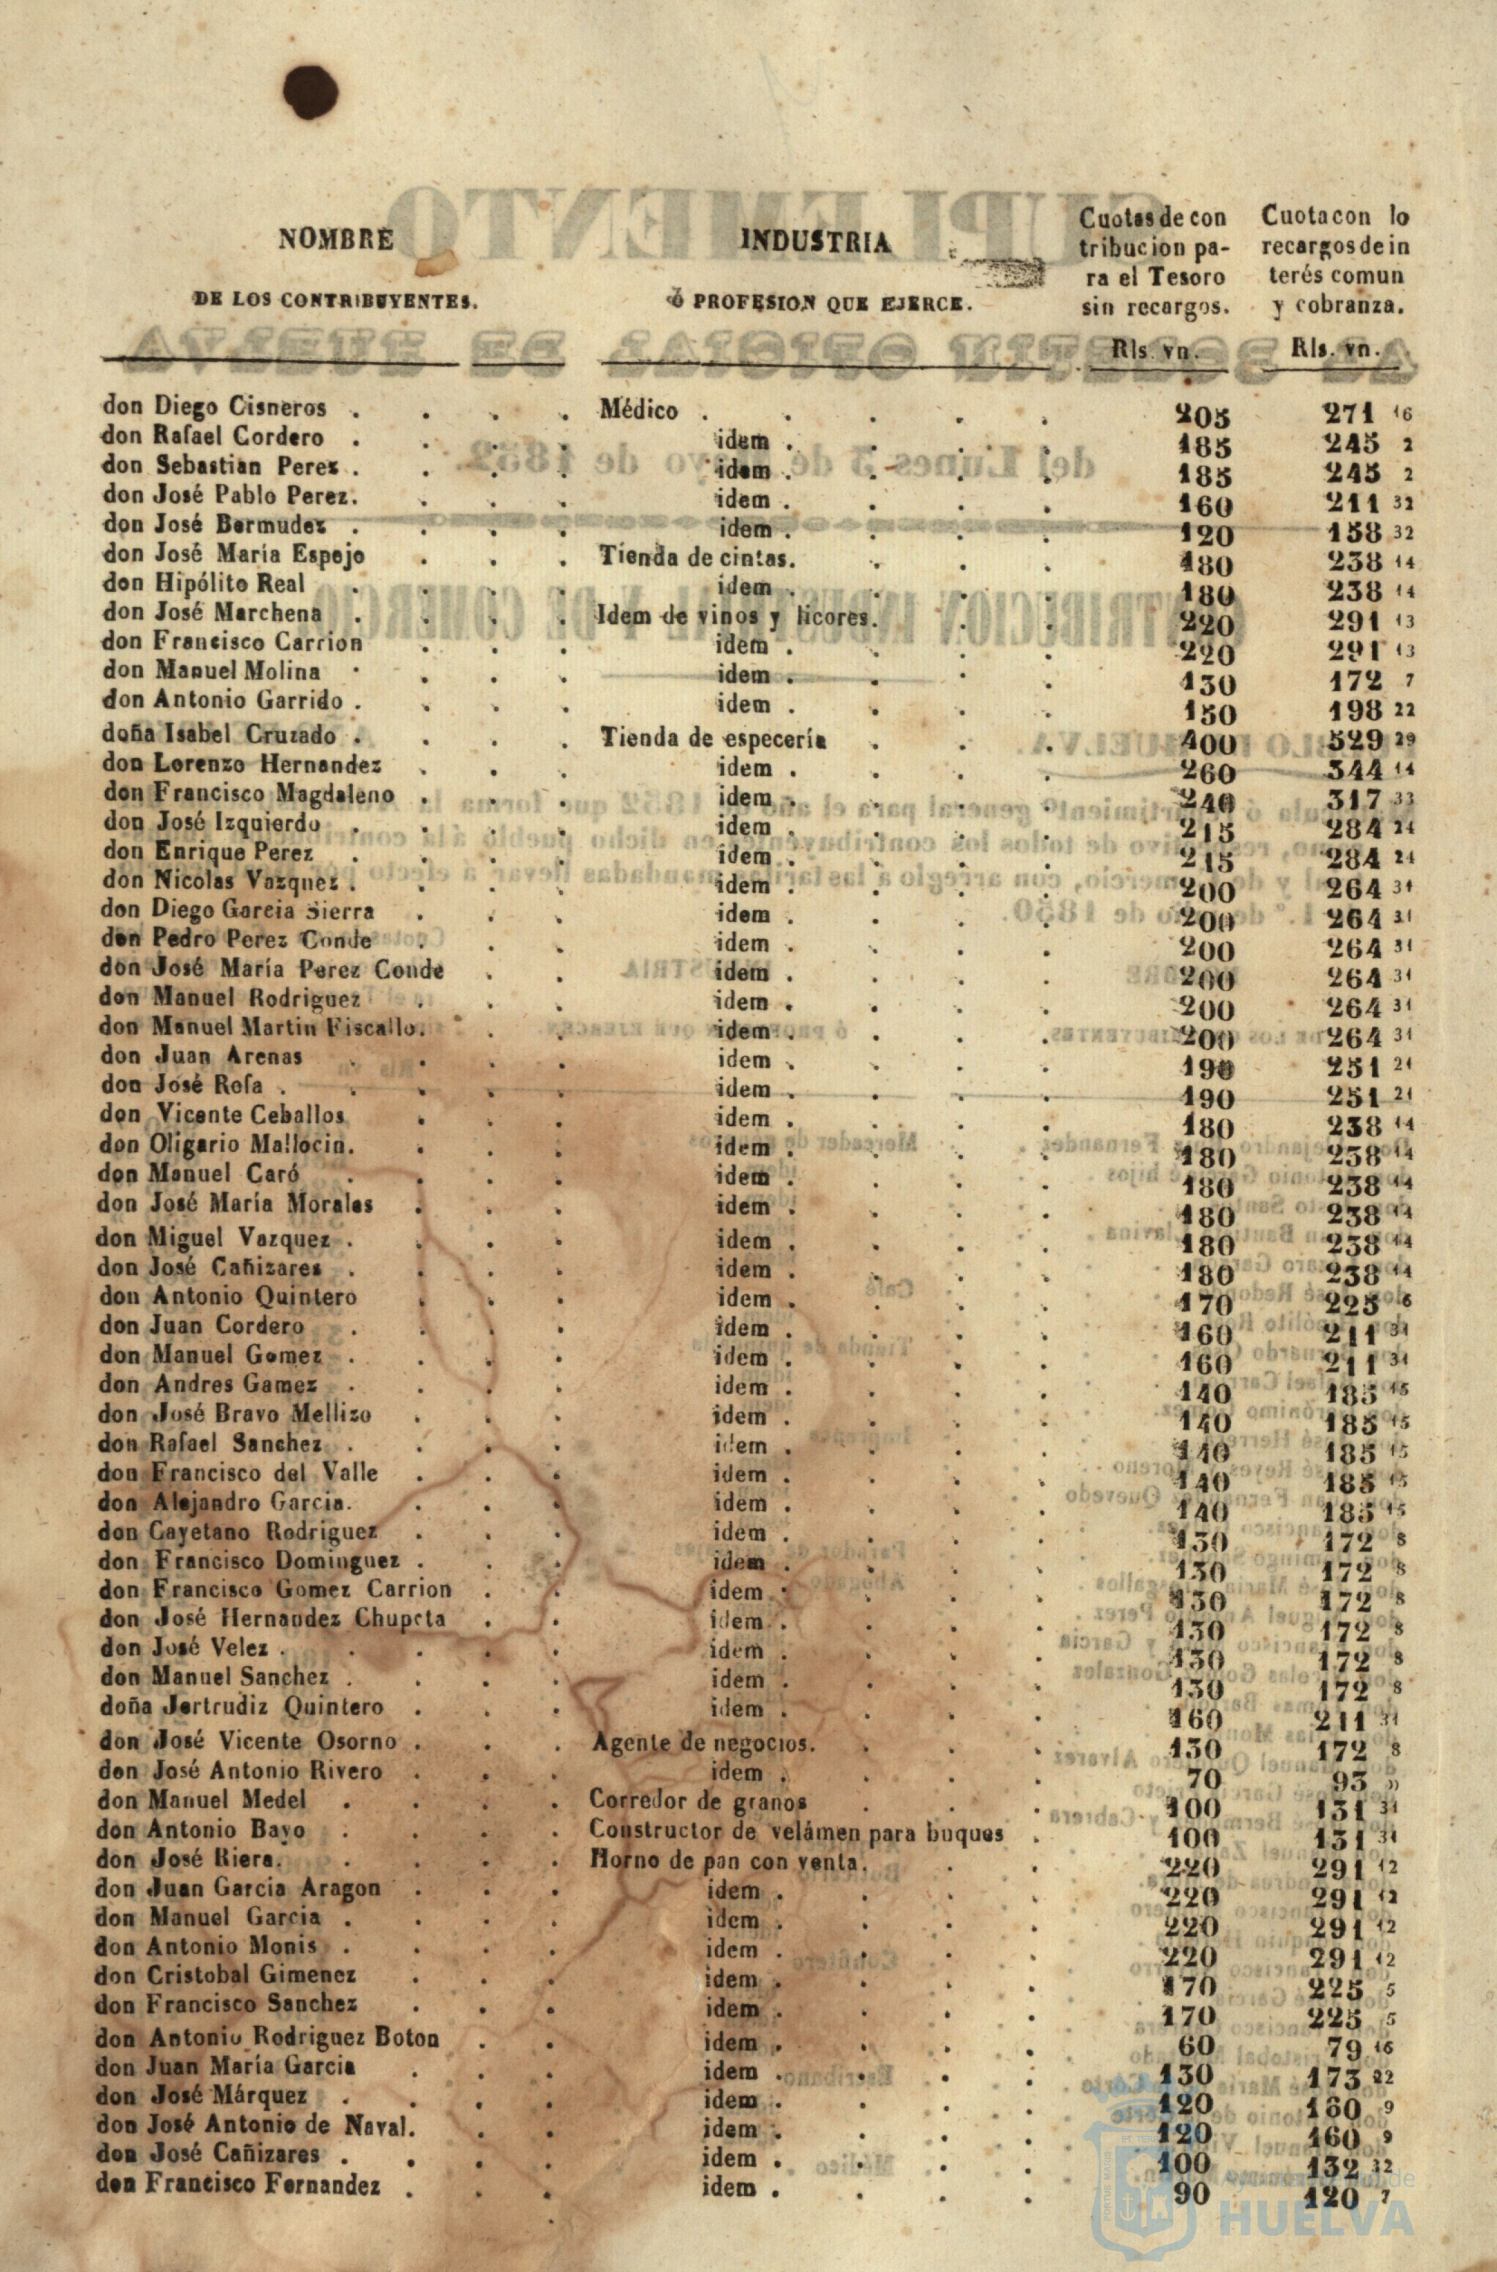 NOMBRE
DE LOS CONTRIBUYENTES.
INDUSTRIA
ó PROFESION QUE EJERCE.
Cuotas de con
tribucion pa-
ra el Tesoro
sin recargos.
Rls. vn.
Cuota con lo
recargos de in
terés comun
y cobranza.
Rls. vn.
don Diego Cisneros . . . . Médico . . . . . 205 271 16
don Rafael Cordero . . . . idem . . . . 185 245 2
don Sebastian Perez . . . . idem . . . . 185 245 2
don José Pablo Perez. . . . idem . . . . 160 211 32
don José Bermudez . . . . idem . . . . 120 158 32
don José María Espejo . . . Tienda de cintas. . . . 180 238 14
don Hipólito Real . . . . idem . . . . 180 238 14
don José Marchena . . . . Idem de vinos y licores. . . 220 291 13
don Francisco Carrion . . . idem . . . . 220 291 13
don Manuel Molina . . . . idem . . . . 130 172 7
don Antonio Garrido . . . . idem . . . . 150 198 22
doña Isabel Cruzado . . . . Tienda de especería . . . 400 529 29
don Lorenzo Hernandez . . . idem . . . . 260 344 14
don Francisco Magdaleno . . . idem . . . . 240 317 33
don José Izquierdo . . . . idem . . . . 215 284 24
don Enrique Perez . . . . idem . . . . 215 284 24
don Nicolas Vazquez . . . . idem . . . . 200 264 31
don Diego Garcia Sierra . . . idem . . . . 200 264 31
don Pedro Perez Conde . . . idem . . . . 200 264 31
don José María Perez Conde . . idem . . . . 200 264 31
don Manuel Rodriguez . . . idem . . . . 200 264 31
don Manuel Martin Fiscallo. . . idem . . . . 200 264 31
don Juan Arenas . . . . idem . . . . 190 251 21
don José Rofa . . . . . idem . . . . 190 251 21
don Vicente Ceballos . . . idem . . . . 180 238 14
don Oligario Mallocin. . . . idem . . . . 180 238 14
don Manuel Caró . . . . idem . . . . 180 238 14
don José María Morales . . . idem . . . . 180 238 14
don Miguel Vazquez . . . . idem . . . . 180 238 14
don José Cañizares . . . . idem . . . . 180 238 14
don Antonio Quintero . . . idem . . . . 170 225 6
don Juan Cordero . . . . idem . . . . 160 211 31
don Manuel Gomez . . . . idem . . . . 160 211 31
don Andres Gamez . . . . idem . . . . 140 185 15
don José Bravo Mellizo . . . idem . . . . 140 185 15
don Rafael Sanchez . . . . idem . . . . 140 185 15
don Francisco del Valle . . . idem . . . . 140 185 15
don Alejandro Garcia. . . . idem . . . . 140 185 15
don Cayetano Rodriguez . . . idem . . . . 130 172 8
don Francisco Dominguez . . . idem . . . . 130 172 8
don Francisco Gomez Carrion . . idem . . . . 130 172 8
don José Hernandez Chupeta . . idem . . . . 130 172 8
don José Velez . . . . . idem . . . . 130 172 8
don Manuel Sanchez . . . . idem . . . . 130 172 8
doña Jertrudiz Quintero . . . idem . . . . 160 211 31
don José Vicente Osorno . . . Agente de negocios. . . . 130 172 8
don José Antonio Rivero . . . idem . . . . 70 93 »
don Manuel Medel . . . . Corredor de granos . . . 100 131 31
don Antonio Bayo . . . . Constructor de velámen para buques . 100 131 31
don José Riera. . . . . Horno de pan con venta. . . 220 291 12
don Juan Garcia Aragon . . . idem . . . . 220 291 12
don Manuel Garcia . . . . idem . . . . 220 291 12
don Antonio Monis . . . . idem . . . . 220 291 12
don Cristobal Gimenez . . . idem . . . . 170 225 5
don Francisco Sanchez . . . idem . . . . 170 225 5
don Antonio Rodriguez Boton . . idem . . . . 60 79 16
don Juan María Garcia . . . idem . . . . 130 173 22
don José Márquez . . . . idem . . . . 120 160 9
don José Antonio de Naval. . . idem . . . . 120 160 9
don José Cañizares . . . . idem . . . . 100 132 32
don Francisco Fernandez . . . idem . . . . 90 120 7
HUELVA